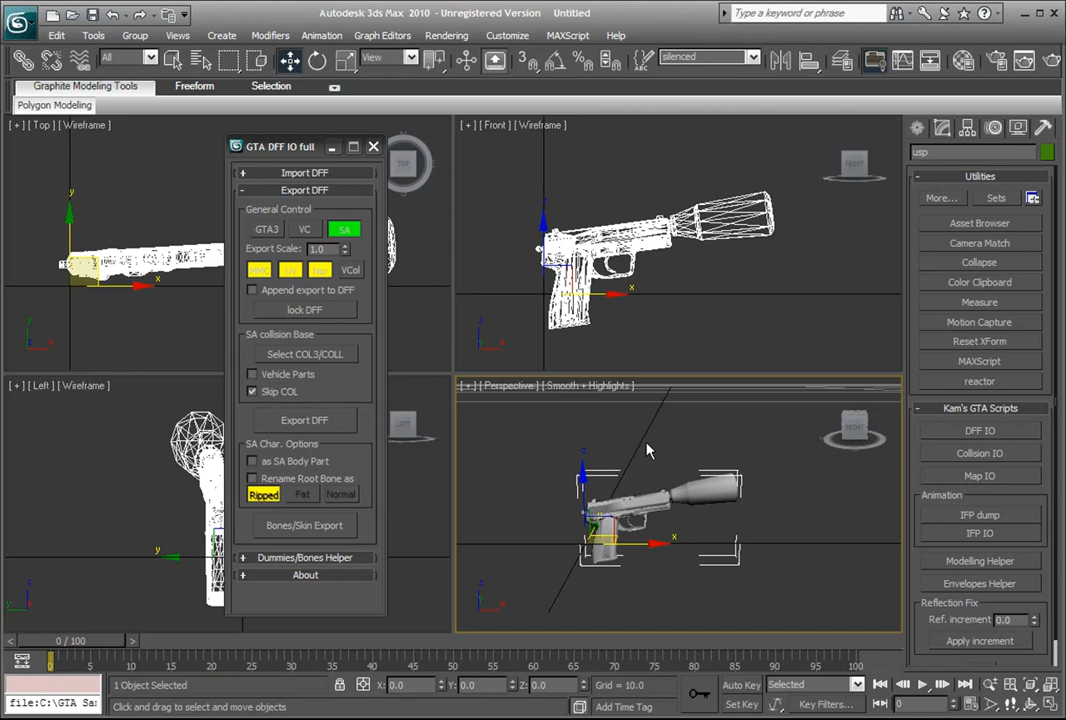 Autodesk 3ds Max 2010 - Unregistered Version Untitled
Type a keyword or phrase
Edit Tools Group Views Create Modifiers Animation Graph Editors Rendering Customize MAXScript Help
All View silenced
Graphite Modeling Tools Freeform Selection
Polygon Modeling
[ + ] [ Top ] [ Wireframe ]
[ + ] [ Front ] [ Wireframe ]
TOP
FRONT
y
x
z
x
GTA DFF IO full
+ Import DFF
- Export DFF
General Control
GTA3 VC SA
Export Scale: 1.0
VCol
Append export to DFF
lock DFF
SA collision Base
Select COL3/COLL
Vehicle Parts
Skip COL
Export DFF
SA Char. Options
as SA Body Part
Rename Root Bone as
Ripped Pat Normal
Bones/Skin Export
+ Dummies/Bones Helper
+ About
[ + ] [ Left ] [ Wireframe ]
[ + ] [ Perspective ] [ Smooth + Highlights ]
LEFT
FRONT
y
z
x
usp
- Utilities
More... Sets
Asset Browser
Camera Match
Collapse
Color Clipboard
Measure
Motion Capture
Reset XForm
MAXScript
reactor
- Kam's GTA Scripts
DFF IO
Collision IO
Map IO
Animation
IFP dump
IFP IO
Modelling Helper
Envelopes Helper
Reflection Fix
Ref. increment 0.0
Apply increment
< 0 / 100 >
0 5 10 15 20 25 30 35 40 45 50 55 60 65 70 75 80 85 90 95 100
1 Object Selected X: 0.0 Y: 0.0 Z: 0.0 Grid = 10.0 Auto Key Selected
file:C:\GTA Sa Click and drag to select and move objects Add Time Tag Set Key Key Filters... 0